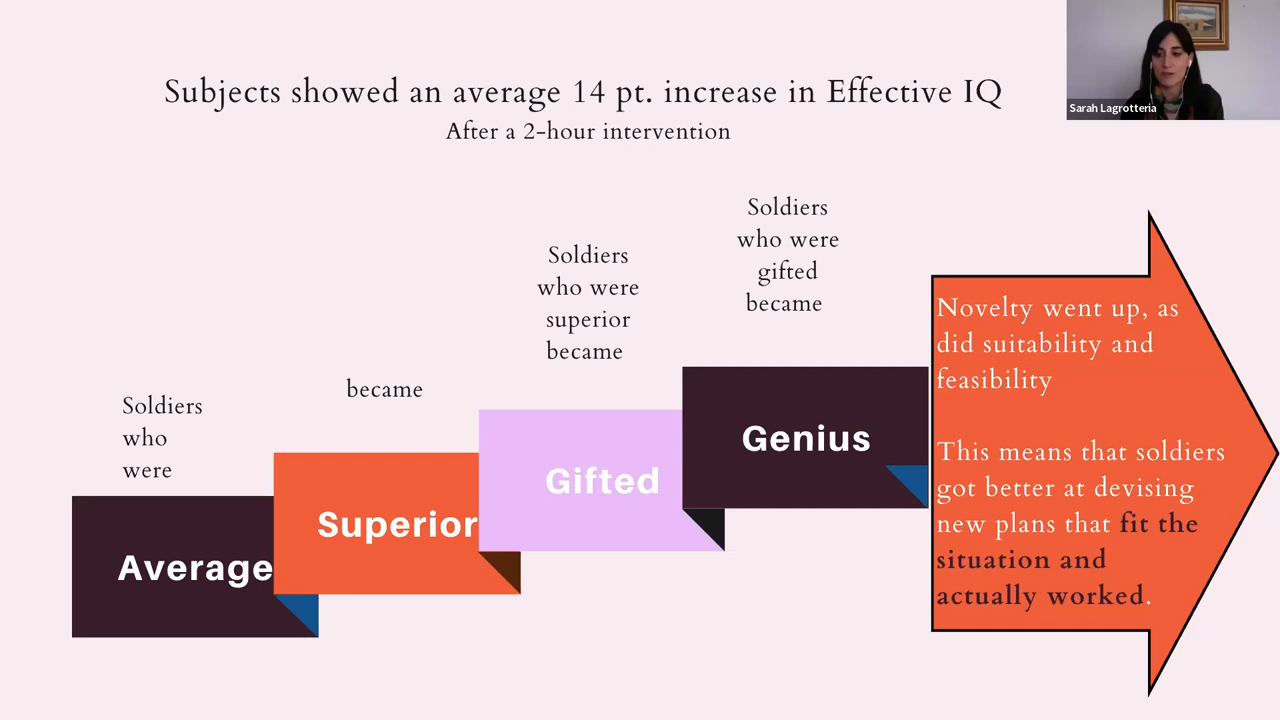 Subjects showed an average 14 pt. increase in Effective IQ
After a 2-hour intervention
Sarah Lagrotteria
Soldiers
who
were
Average
became
Superior
Soldiers
who were
superior
became
Gifted
Soldiers
who were
gifted
became
Genius
Novelty went up, as
did suitability and
feasibility
This means that soldiers
got better at devising
new plans that fit the
situation and
actually worked.